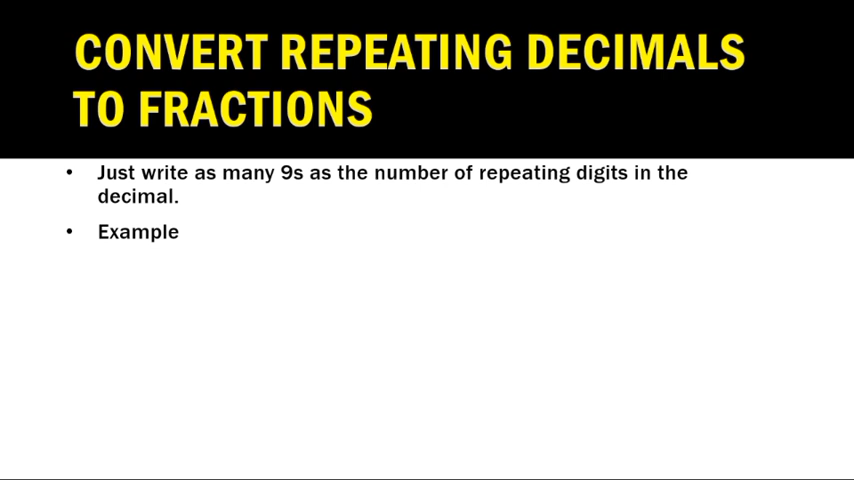 CONVERT REPEATING DECIMALS
TO FRACTIONS
• Just write as many 9s as the number of repeating digits in the
decimal.
• Example